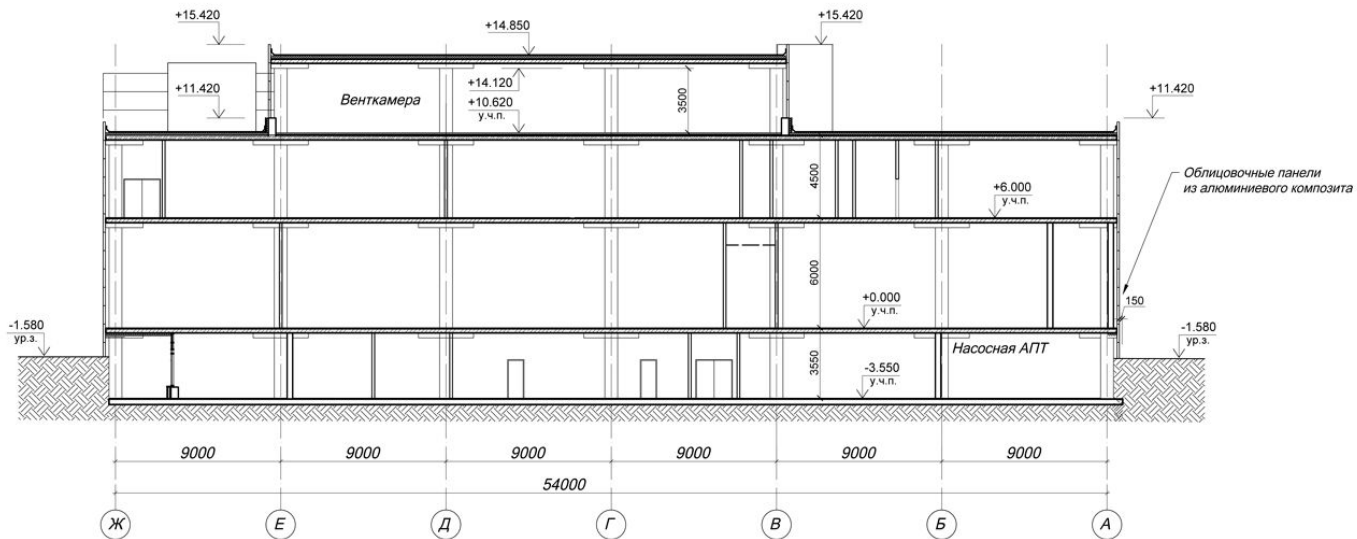 +15.420
+14.850
+15.420
+14.120
+11.420
Венткамера
+10.620
у.ч.п.
3500
+11.420
Облицовочные панели
из алюминиевого композита
4500
+6.000
у.ч.п.
6000
+0.000
у.ч.п.
150
-1.580
ур.з.
-1.580
ур.з.
Насосная АПТ
3550
-3.550
у.ч.п.
9000 9000 9000 9000 9000 9000
54000
Ж Е Д Г В Б А